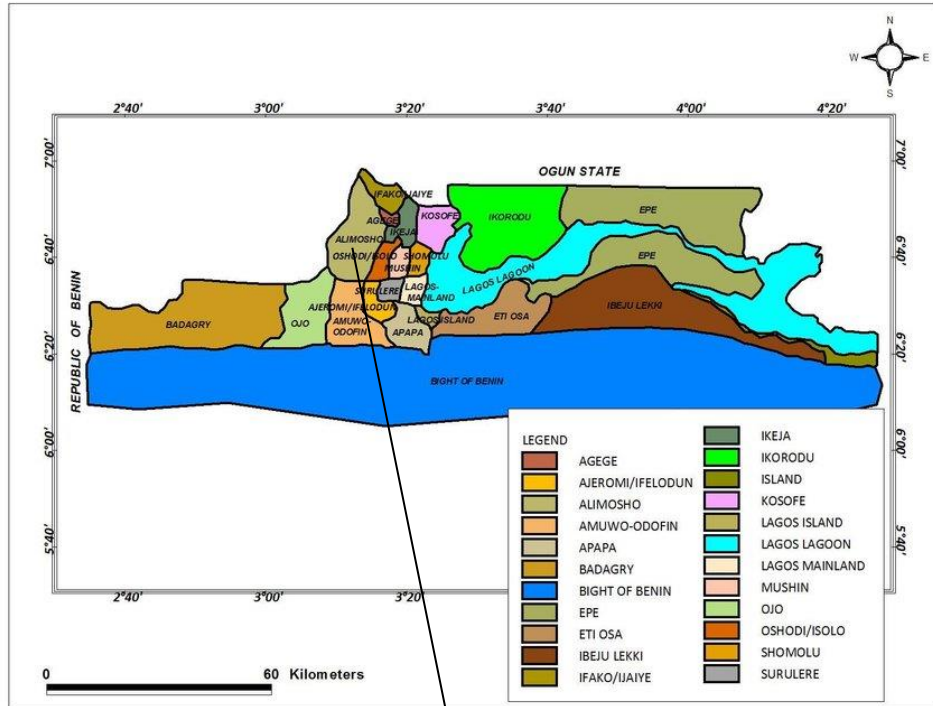 N
W E
S
2°40' 3°00' 3°20' 3°40' 4°00' 4°20'
7°00' 7°00'
OGUN STATE
IFAKO/IJAIYE
AGEGE
KOSOFE
IKORODU
EPE
IKEJA
ALIMOSHO
6°40' 6°40'
OSHODI/ISOLO
SHOMOLU
MUSHIN
EPE
LAGOS LAGOON
SURULERE
LAGOS-
MAINLAND
AJEROMI/IFELODUN
IBEJU LEKKI
BADAGRY
OJO
AMUWO-
ODOFIN
LAGOS ISLAND
ETI OSA
APAPA
REPUBLIC OF BENIN
6°20' 6°20'
BIGHT OF BENIN
6°00' 6°00'
5°40' 5°40'
LEGEND
AGEGE
AJEROMI/IFELODUN
ALIMOSHO
AMUWO-ODOFIN
APAPA
BADAGRY
BIGHT OF BENIN
EPE
ETI OSA
IBEJU LEKKI
IFAKO/IJAIYE
IKEJA
IKORODU
ISLAND
KOSOFE
LAGOS ISLAND
LAGOS LAGOON
LAGOS MAINLAND
MUSHIN
OJO
OSHODI/ISOLO
SHOMOLU
SURULERE
2°40' 3°00' 3°20'
0 60 Kilometers